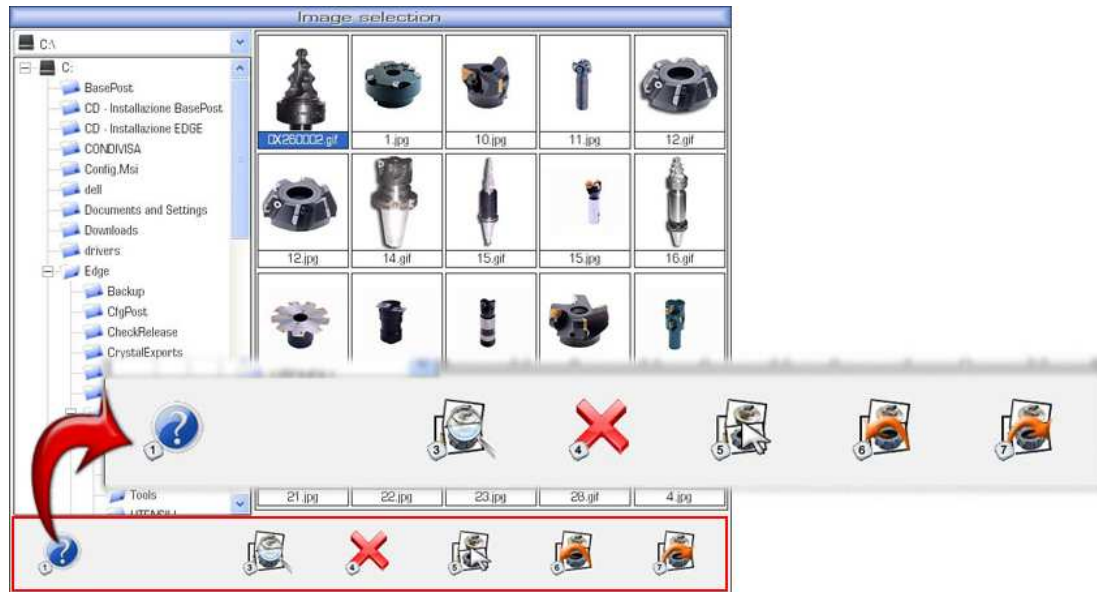 Image selection
C:\
C:
BasePost
CD - Installazione BasePost
CD - Installazione EDGE
CONDIVISA
Config.Msi
dell
Documents and Settings
Downloads
drivers
Edge
Backup
CfgPost
CheckRelease
CrystalExports
Tools
UTENSILI
DX260002.gif
1.jpg
10.jpg
11.jpg
12.gif
12.jpg
14.gif
15.gif
15.jpg
16.gif
21.jpg
22.jpg
23.jpg
28.gif
4.jpg
1
3
4
5
6
7
1
3
4
5
6
7